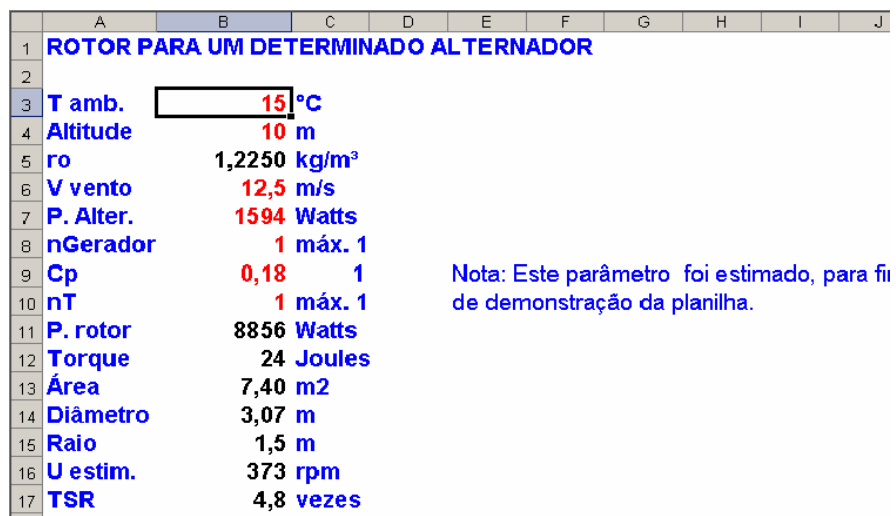 A B C D E F G H I J
1 ROTOR PARA UM DETERMINADO ALTERNADOR
2
3 T amb. 15 °C
4 Altitude 10 m
5 ro 1,2250 kg/m³
6 V vento 12,5 m/s
7 P. Alter. 1594 Watts
8 nGerador 1 máx. 1
9 Cp 0,18 1 Nota: Este parâmetro foi estimado, para fin
10 nT 1 máx. 1 de demonstração da planilha.
11 P. rotor 8856 Watts
12 Torque 24 Joules
13 Área 7,40 m2
14 Diâmetro 3,07 m
15 Raio 1,5 m
16 U estim. 373 rpm
17 TSR 4,8 vezes